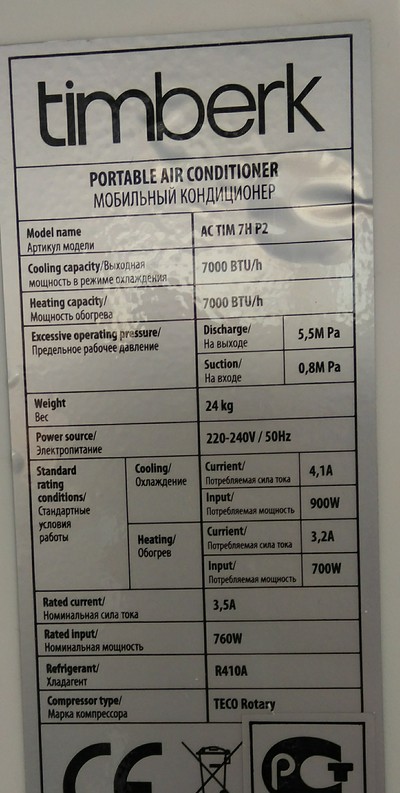 timberk
PORTABLE AIR CONDITIONER
МОБИЛЬНЫЙ КОНДИЦИОНЕР
Model name
Артикул модели
AC TIM 7H P2
Cooling capacity/Выходная
мощность в режиме охлаждения
7000 BTU/h
Heating capacity/
Мощность обогрева
7000 BTU/h
Excessive operating pressure/
Предельное рабочее давление
Discharge/
На выходе
5,5M Pa
Suction/
На входе
0,8M Pa
Weight
Вес
24 kg
Power source/
Электропитание
220-240V / 50Hz
Standard
rating
conditions/
Стандартные
условия
работы
Cooling/
Охлаждение
Current/
Потребляемая сила тока
4,1A
Input/
Потребляемая мощность
900W
Heating/
Обогрев
Current/
Потребляемая сила тока
3,2A
Input/
Потребляемая мощность
700W
Rated current/
Номинальная сила тока
3,5A
Rated input/
Номинальная мощность
760W
Refrigerant/
Хладагент
R410A
Compressor type/
Марка компрессора
TECO Rotary
CE
РСТ